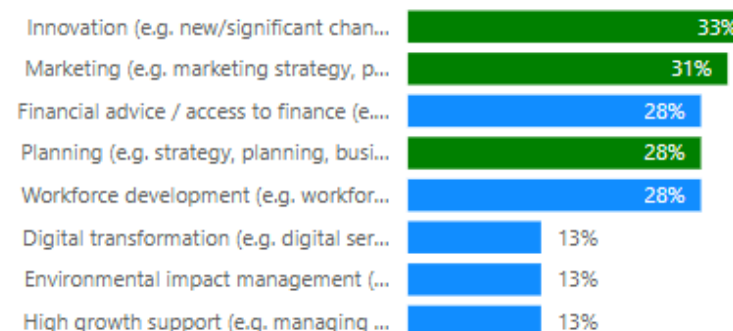 Innovation (e.g. new/significant chan... 33%
Marketing (e.g. marketing strategy, p... 31%
Financial advice / access to finance (e.... 28%
Planning (e.g. strategy, planning, busi... 28%
Workforce development (e.g. workfor... 28%
Digital transformation (e.g. digital ser... 13%
Environmental impact management (... 13%
High growth support (e.g. managing ... 13%